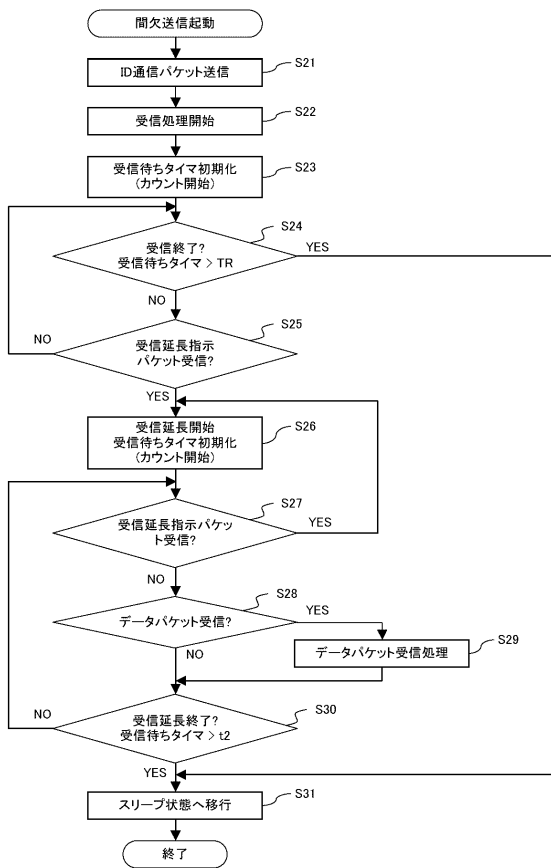 間欠送信起動
ID通信パケット送信
S21
受信処理開始
S22
受信待ちタイマ初期化
(カウント開始)
S23
受信終了?
受信待ちタイマ > TR
S24
YES
NO
受信延長指示
パケット受信?
S25
NO
YES
受信延長開始
受信待ちタイマ初期化
(カウント開始)
S26
受信延長指示パケッ
ト受信?
S27
YES
NO
データパケット受信?
S28
YES
NO
データパケット受信処理
S29
受信延長終了?
受信待ちタイマ > t2
S30
NO
YES
スリープ状態へ移行
S31
終了